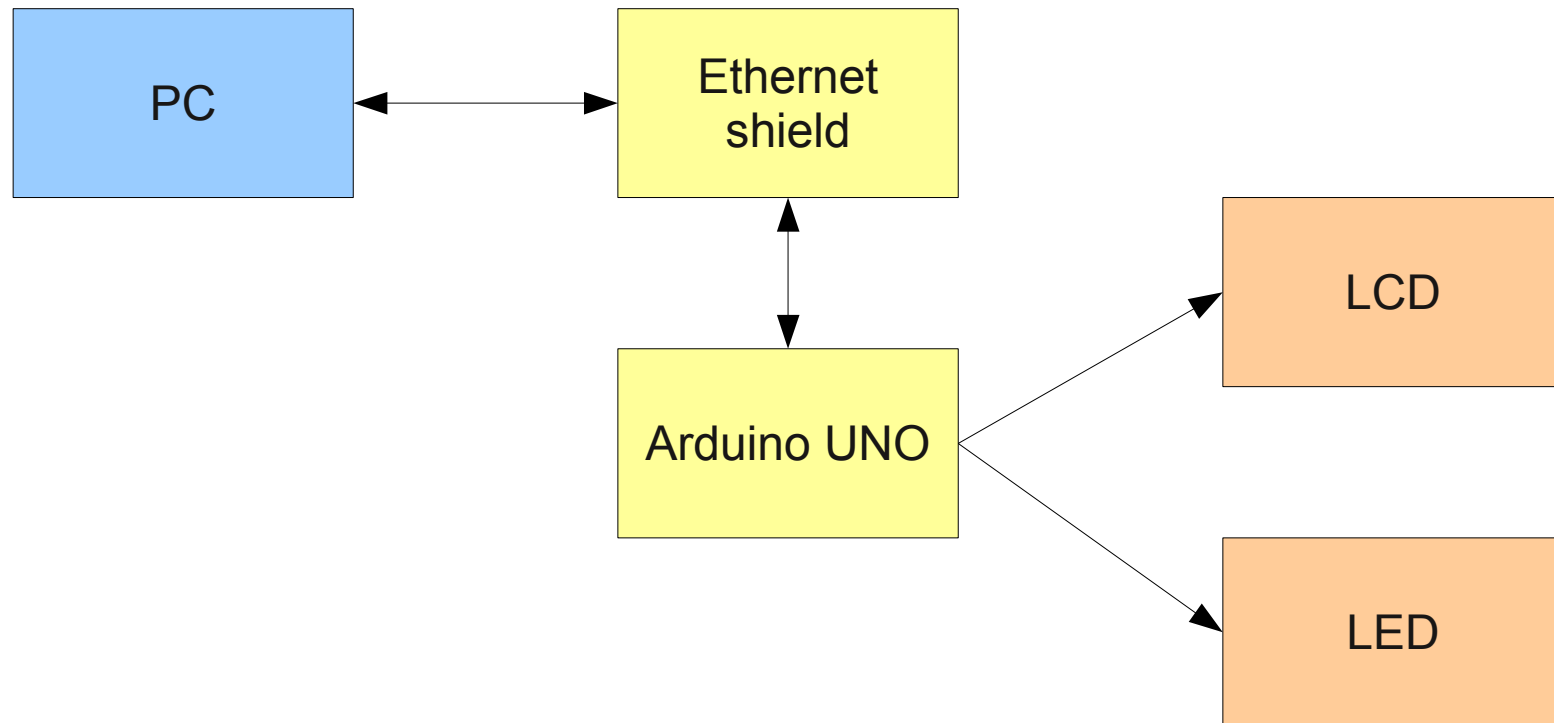 PC
Ethernet
shield
LCD
Arduino UNO
LED